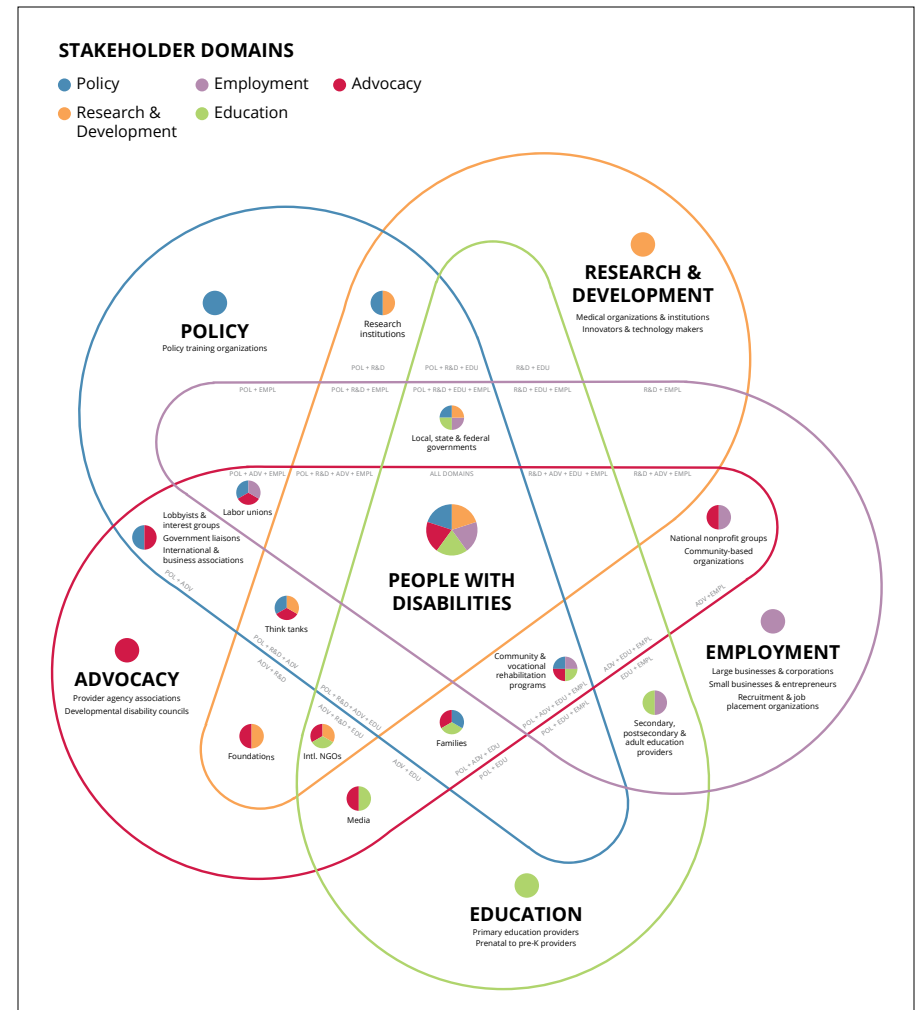 STAKEHOLDER DOMAINS
Policy
Employment
Advocacy
Research &
Development
Education
RESEARCH &
DEVELOPMENT
Medical organizations & institutions
Innovators & technology makers
POLICY
Policy training organizations
Research
institutions
POL + R&D
POL + R&D + EDU
R&D + EDU
POL + EMPL
POL + R&D + EMPL
POL + R&D + EDU + EMPL
R&D + EDU + EMPL
R&D + EMPL
Local, state & federal
governments
POL + ADV + EMPL
POL + R&D + ADV + EMPL
ALL DOMAINS
R&D + ADV + EDU + EMPL
R&D + ADV + EMPL
Labor unions
Lobbyists &
interest groups
Government liaisons
International &
business associations
POL + ADV
National nonprofit groups
Community-based
organizations
ADV +EMPL
PEOPLE WITH
DISABILITIES
Think tanks
POL + R&D + ADV
ADV + R&D
Community &
vocational
rehabilitation
programs
ADV + EDU + EMPL
EDU + EMPL
EMPLOYMENT
Large businesses & corporations
Small businesses & entrepreneurs
Recruitment & job
placement organizations
ADVOCACY
Provider agency associations
Developmental disability councils
POL + R&D + ADV + EDU
ADV + R&D + EDU
POL + ADV + EDU + EMPL
POL + EDU + EMPL
Secondary,
postsecondary &
adult education
providers
Foundations
Intl. NGOs
Families
ADV + EDU
POL + ADV + EDU
POL + EDU
Media
EDUCATION
Primary education providers
Prenatal to pre-K providers